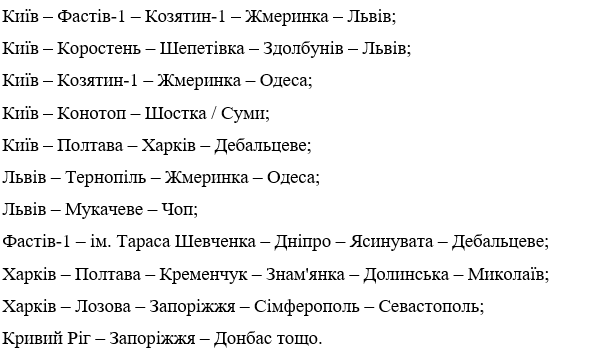 Київ – Фастів-1 – Козятин-1 – Жмеринка – Львів;
Київ – Коростень – Шепетівка – Здолбунів – Львів;
Київ – Козятин-1 – Жмеринка – Одеса;
Київ – Конотоп – Шостка / Суми;
Київ – Полтава – Харків – Дебальцеве;
Львів – Тернопіль – Жмеринка – Одеса;
Львів – Мукачеве – Чоп;
Фастів-1 – ім. Тараса Шевченка – Дніпро – Ясинувата – Дебальцеве;
Харків – Полтава – Кременчук – Знам'янка – Долинська – Миколаїв;
Харків – Лозова – Запоріжжя – Сімферополь – Севастополь;
Кривий Ріг – Запоріжжя – Донбас тощо.